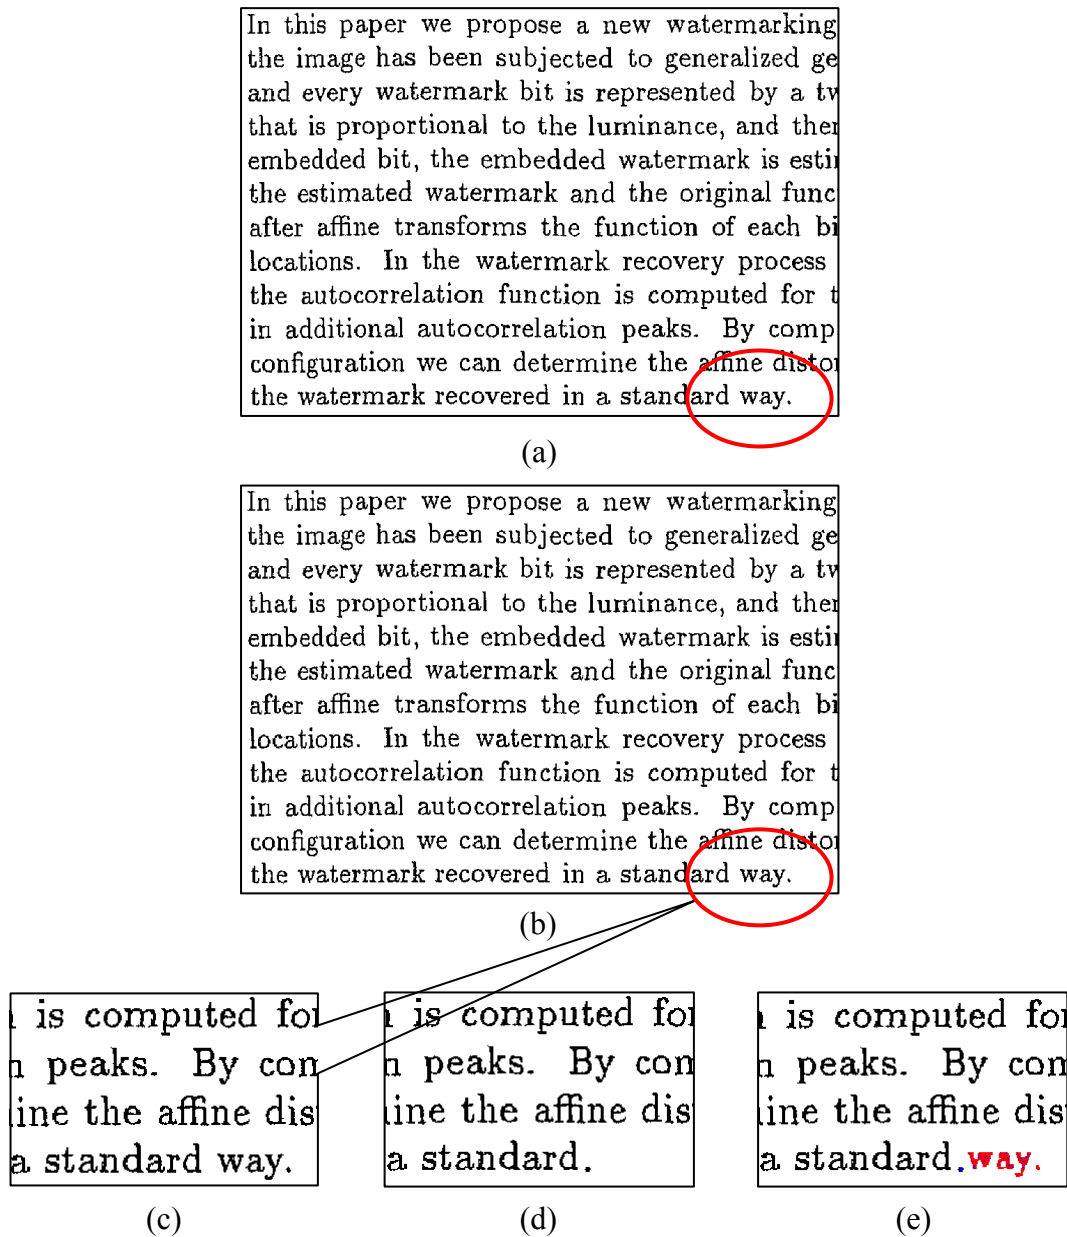 In this paper we propose a new watermarking
the image has been subjected to generalized ge
and every watermark bit is represented by a tw
that is proportional to the luminance, and ther
embedded bit, the embedded watermark is estim
the estimated watermark and the original func
after affine transforms the function of each bi
locations. In the watermark recovery process
the autocorrelation function is computed for t
in additional autocorrelation peaks. By comp
configuration we can determine the affine distor
the watermark recovered in a standard way.
(a)
In this paper we propose a new watermarking
the image has been subjected to generalized ge
and every watermark bit is represented by a tw
that is proportional to the luminance, and ther
embedded bit, the embedded watermark is estim
the estimated watermark and the original func
after affine transforms the function of each bi
locations. In the watermark recovery process
the autocorrelation function is computed for t
in additional autocorrelation peaks. By comp
configuration we can determine the affine distor
the watermark recovered in a standard way.
(b)
is computed for
n peaks. By com
ine the affine dis
a standard way.
(c)
is computed for
n peaks. By com
ine the affine dis
a standard.
(d)
is computed for
n peaks. By com
ine the affine dis
a standard.way.
(e)